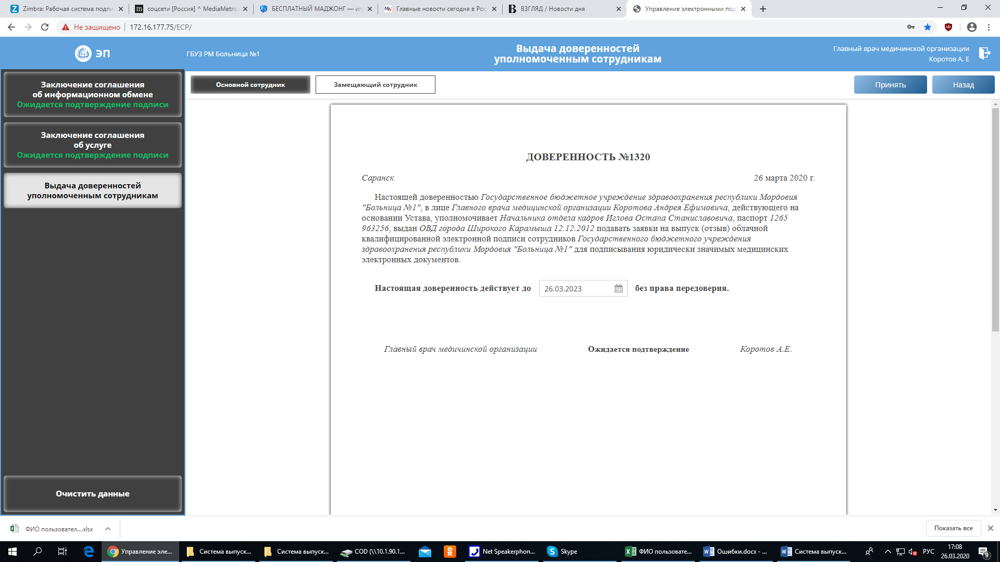 Zimbra: Рабочая система подпи
соцсети [Россия] ^ MediaMetric
БЕСПЛАТНЫЙ МАДЖОНГ — иг
Главные новости сегодня в Рос
ВЗГЛЯД / Новости дня
Управление электронными под
Не защищено
172.16.177.75/ECP/
ЭП
ГБУЗ РМ Больница №1
Выдача доверенностей
уполномоченным сотрудникам
Главный врач медичинской организации
Коротов А. Е
Заключение соглашения
об информационном обмене
Ожидается подтверждение подписи
Заключение соглашения
об услуге
Ожидается подтверждение подписи
Выдача доверенностей
уполномоченным сотрудникам
Очистить данные
Основной сотрудник
Замещающий сотрудник
Принять
Назад
ДОВЕРЕННОСТЬ №1320
Саранск
26 марта 2020 г.
Настоящей доверенностью Государственное бюджетное учреждение здравоохранения республики Мордовия
"Больница №1", в лице Главного врача медицинской организации Коротова Андрея Ефимовича, действующего на
основании Устава, уполномочивает Начальника отдела кадров Иглова Остапа Станиславовича, паспорт 1265
963256, выдан ОВД города Широкого Карамыша 12.12.2012 подавать заявки на выпуск (отзыв) облачной
квалифицированной электронной подписи сотрудников Государственного бюджетного учреждения
здравоохранения республики Мордовия "Больница №1" для подписывания юридически значимых медицинских
электронных документов.
Настоящая доверенность действует до 26.03.2023 без права передоверия.
Главный врач медичинской организации
Ожидается подтверждение
Коротов А.Е.
ФИО пользовател....xlsx
Показать все
Управление эле...
Система выпуск...
Система выпуск...
COD (\\10.1.90.1...
Net Speakerphon...
Skype
ФИО пользовате...
Ошибки.docx - ...
Система выпуск...
РУС
17:08
26.03.2020
9